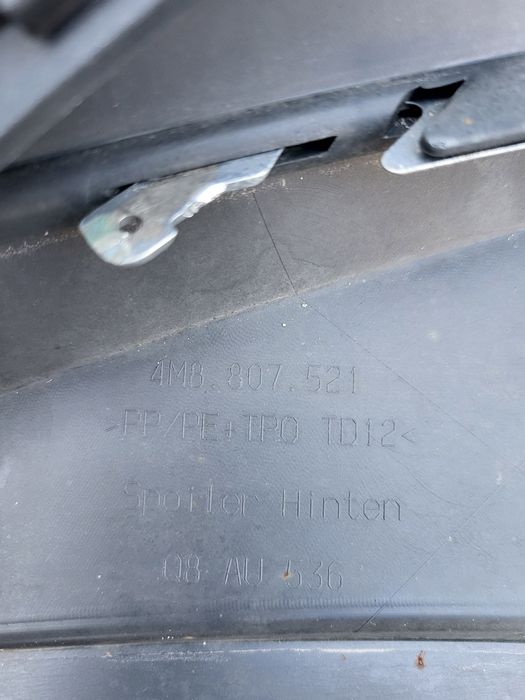 4M8.807.521
>PP/PE+TPO TD12<
Spoiler Hinten
Q8 AU 536